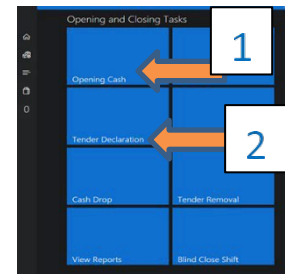 Opening and Closing Tasks
1
Opening Cash
Tender Declaration
2
Cash Drop
Tender Removal
View Reports
Blind Close Shift
0